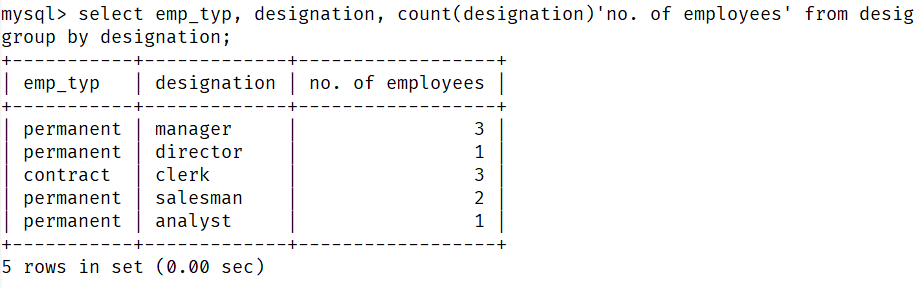 mysql> select emp_typ, designation, count(designation)'no. of employees' from desig
group by designation;
+-----------+-------------+------------------+
| emp_typ   | designation | no. of employees |
+-----------+-------------+------------------+
| permanent | manager     |                3 |
| permanent | director    |                1 |
| contract  | clerk       |                3 |
| permanent | salesman    |                2 |
| permanent | analyst     |                1 |
+-----------+-------------+------------------+
5 rows in set (0.00 sec)